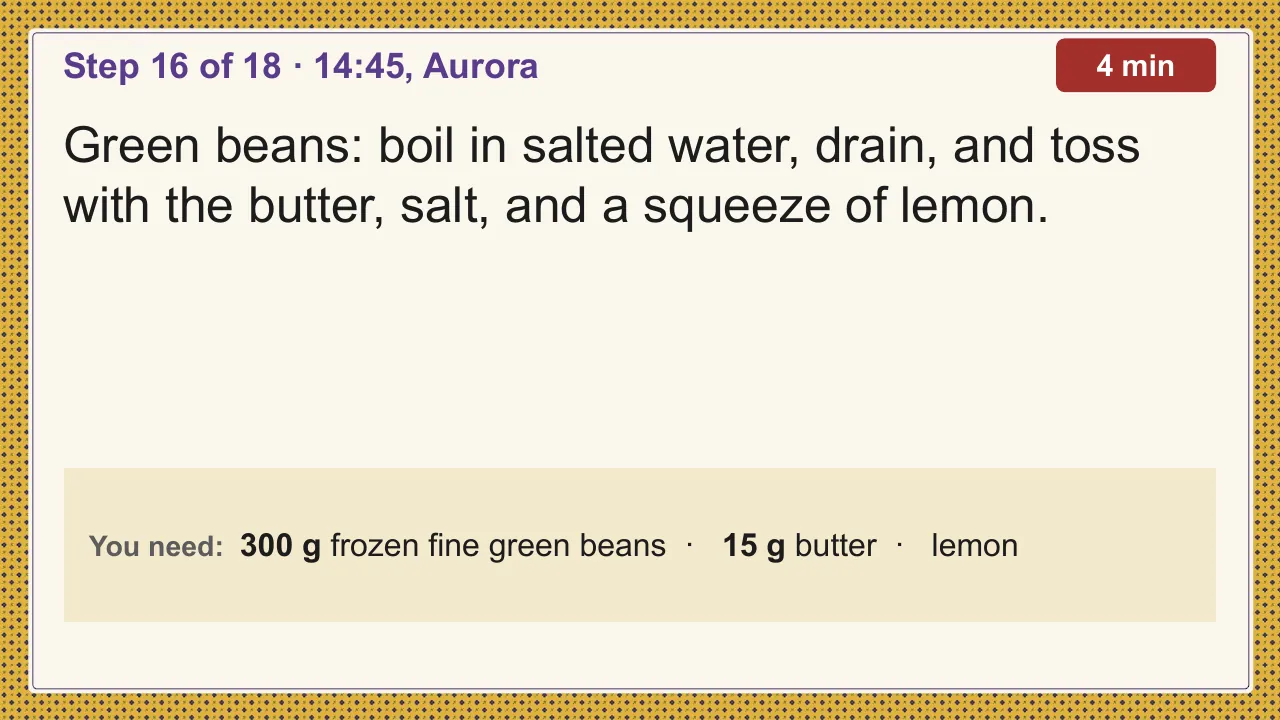 Step 16 of 18 · 14:45, Aurora
4 min
Green beans: boil in salted water, drain, and toss
with the butter, salt, and a squeeze of lemon.
You need: 300 g frozen fine green beans · 15 g butter · lemon